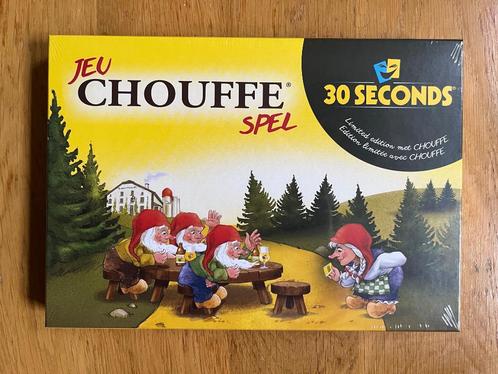 JEU
CHOUFFE®
SPEL
30 SECONDS®
Limited edition met CHOUFFE
Edition limitée avec CHOUFFE